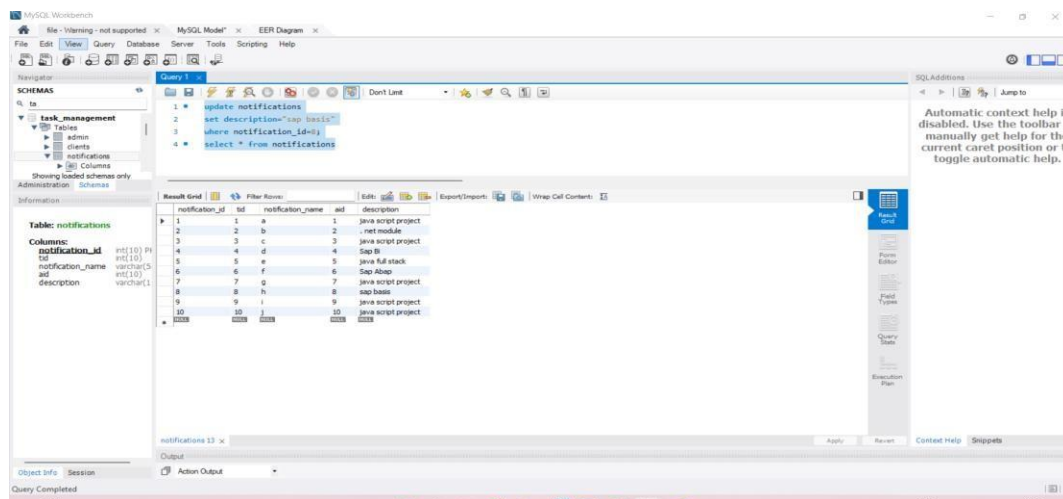 MySQL Workbench
file - Warning - not supported × MySQL Model* × EER Diagram ×
File Edit View Query Database Server Tools Scripting Help
Navigator
SCHEMAS
ta
task_management
Tables
admin
clients
notifications
Columns
Showing loaded schemas only
Administration Schemas
Information
Table: notifications
Columns:
notification_id int(10) P
tid int(10)
notification_name varchar(5
aid int(10)
description varchar(1
Object Info Session
Query Completed
Query 1 ×
Don't Limit
1 update notifications
2 set description="sap basis"
3 where notification_id=8;
4 select * from notifications
Result Grid Filter Rows: Edit: Export/Import: Wrap Cell Content:
notification_id tid notification_name aid description
1 1 a 1 java script project
2 2 b 2 . net module
3 3 c 3 java script project
4 4 d 4 Sap Bi
5 5 e 5 java full stack
6 6 f 6 Sap Abap
7 7 g 7 java script project
8 8 h 8 sap basis
9 9 i 9 java script project
10 10 j 10 java script project
NULL NULL NULL NULL NULL
Result Grid
Form Editor
Field Types
Query Stats
Execution Plan
notifications 13 × Apply Revert
Output
Action Output
SQLAdditions
Jump to
Automatic context help i
disabled. Use the toolbar
manually get help for the
current caret position or
toggle automatic help.
Context Help Snippets